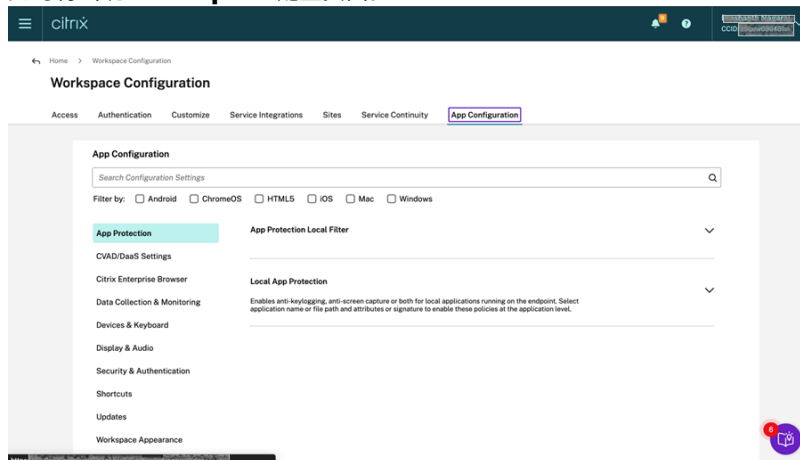 citrix
8
?
CCID:
Home > Workspace Configuration
Workspace Configuration
Access Authentication Customize Service Integrations Sites Service Continuity App Configuration
App Configuration
Search Configuration Settings
Filter by: Android ChromeOS HTML5 iOS Mac Windows
App Protection
App Protection Local Filter
CVAD/DaaS Settings
Citrix Enterprise Browser
Local App Protection
Data Collection & Monitoring
Enables anti-keylogging, anti-screen capture or both for local applications running on the endpoint. Select
application name or file path and attributes or signature to enable these policies at the application level.
Devices & Keyboard
Display & Audio
Security & Authentication
Shortcuts
Updates
Workspace Appearance
6